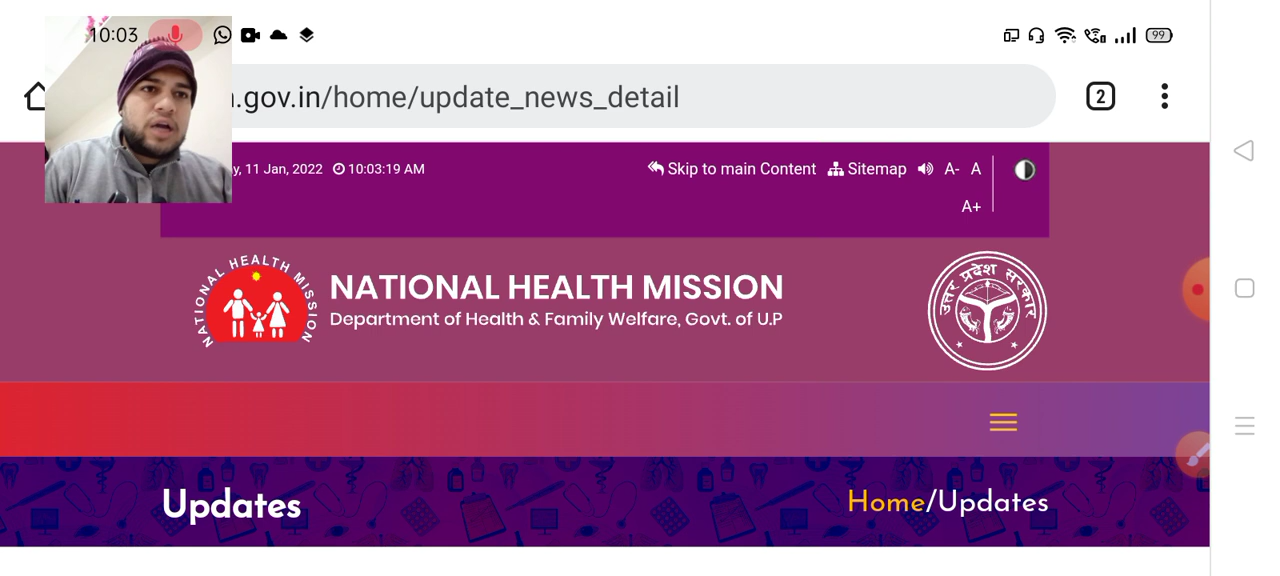 10:03
99
.gov.in/home/update_news_detail
2
y, 11 Jan, 2022 10:03:19 AM
Skip to main Content Sitemap A- A
A+
NATIONAL HEALTH MISSION
NATIONAL HEALTH MISSION
Department of Health & Family Welfare, Govt. of U.P
उत्तर प्रदेश सरकार
Updates
Home/Updates